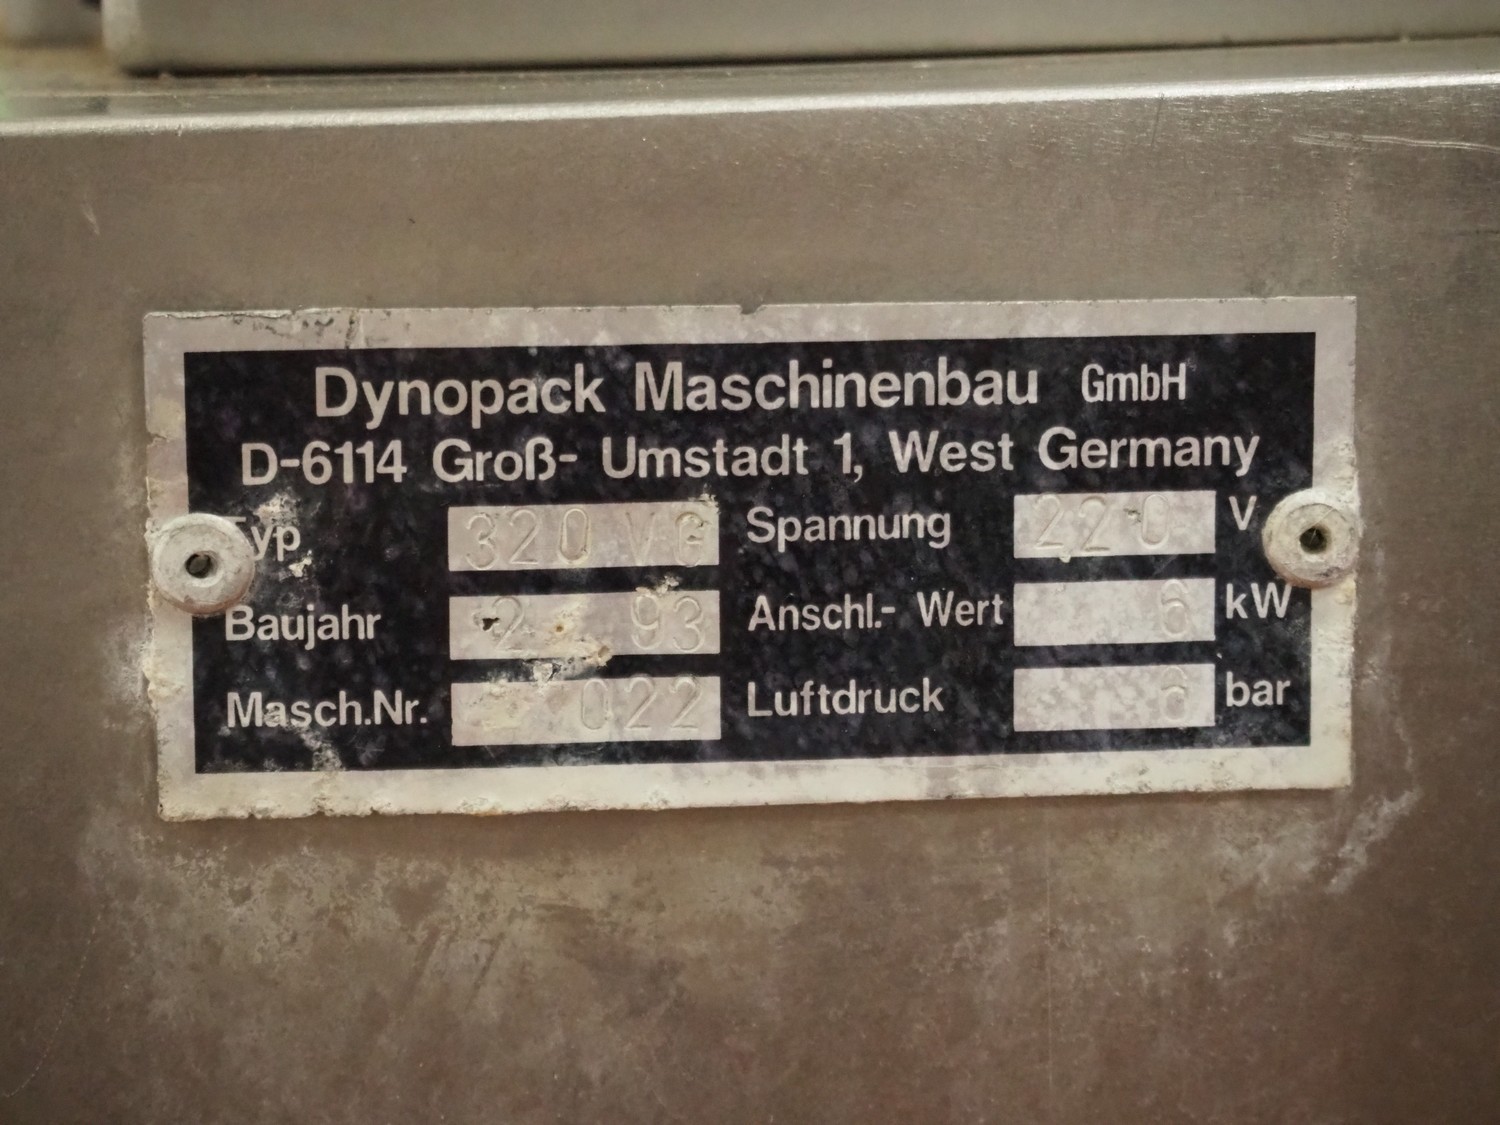 Dynopack Maschinenbau GmbH
D-6114 Groß- Umstadt 1, West Germany
Typ 320 VG Spannung 220 V
Baujahr 2 93 Anschl.- Wert 6 kW
Masch.Nr. 022 Luftdruck 6 bar